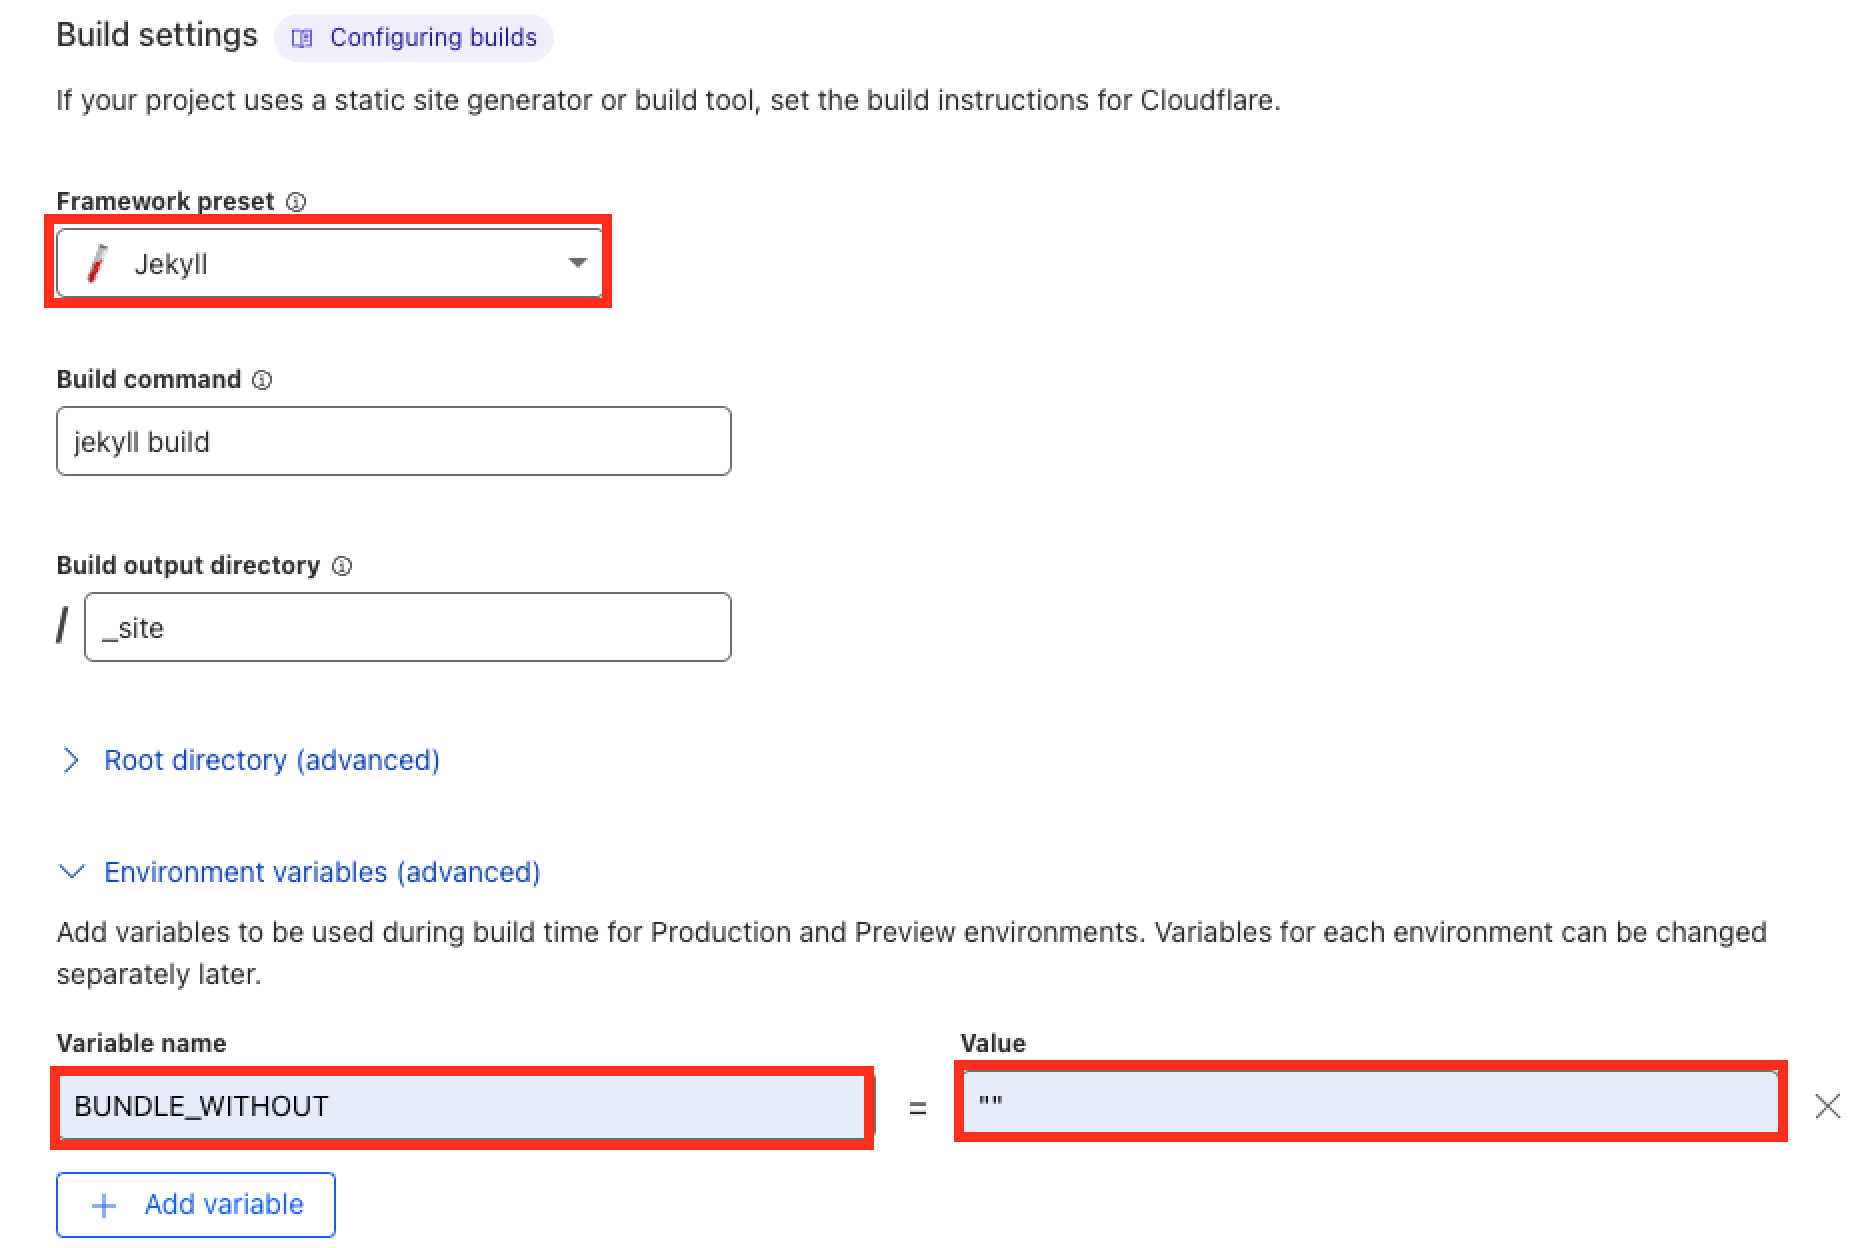 Build settings Configuring builds
If your project uses a static site generator or build tool, set the build instructions for Cloudflare.
Framework preset
Jekyll
Build command
jekyll build
Build output directory
/ _site
Root directory (advanced)
Environment variables (advanced)
Add variables to be used during build time for Production and Preview environments. Variables for each environment can be changed
separately later.
Variable name Value
BUNDLE_WITHOUT = ""
+ Add variable